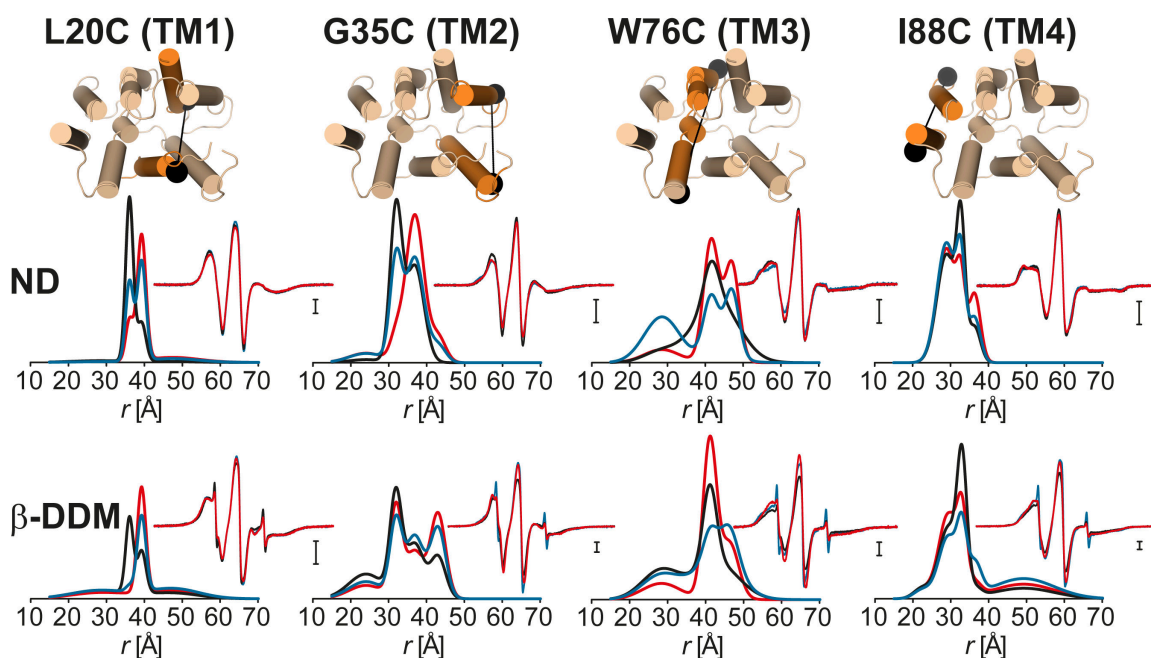 L20C (TM1) G35C (TM2) W76C (TM3) I88C (TM4)
ND
10 20 30 40 50 60 70 10 20 30 40 50 60 70 10 20 30 40 50 60 70 10 20 30 40 50 60 70
r [Å] r [Å] r [Å] r [Å]
β-DDM
10 20 30 40 50 60 70 10 20 30 40 50 60 70 10 20 30 40 50 60 70 10 20 30 40 50 60 70
r [Å] r [Å] r [Å] r [Å]